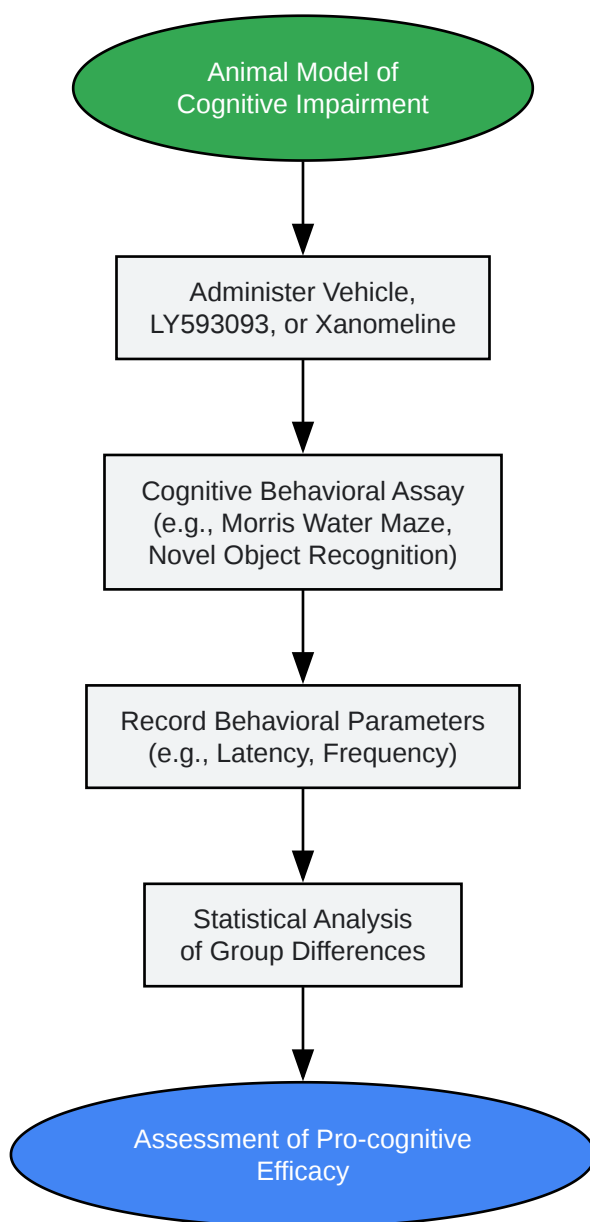 Animal Model of
Cognitive Impairment
Administer Vehicle,
LY593093, or Xanomeline
Cognitive Behavioral Assay
(e.g., Morris Water Maze,
Novel Object Recognition)
Record Behavioral Parameters
(e.g., Latency, Frequency)
Statistical Analysis
of Group Differences
Assessment of Pro-cognitive
Efficacy